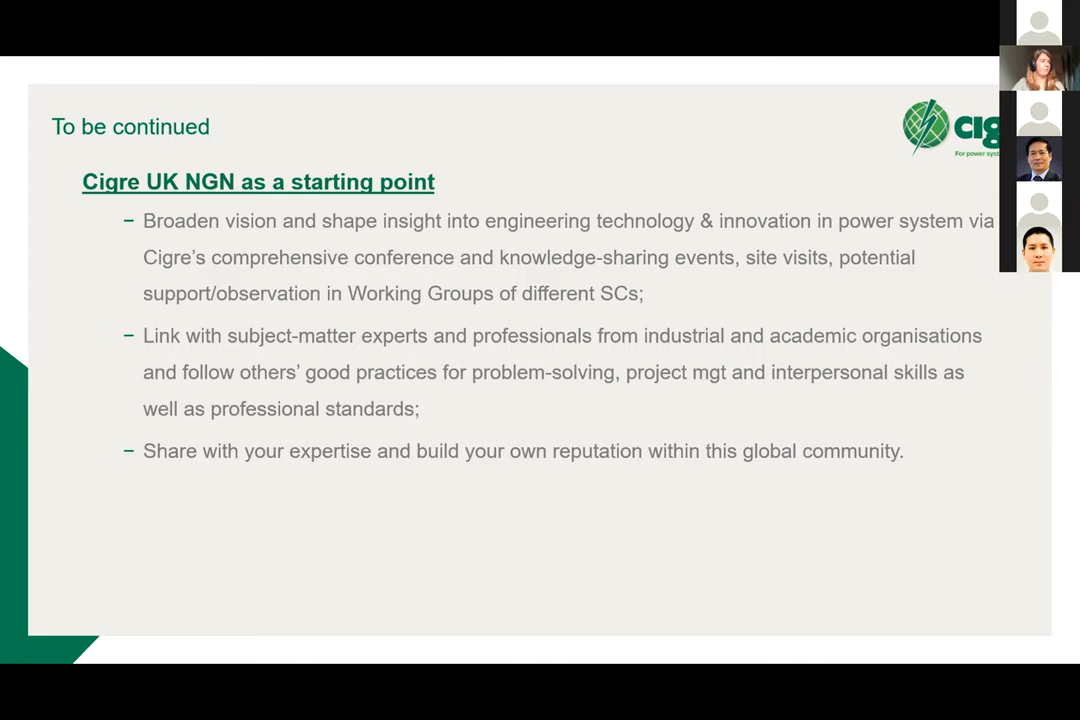 To be continued
cig
For power syst
Cigre UK NGN as a starting point
− Broaden vision and shape insight into engineering technology & innovation in power system via
Cigre’s comprehensive conference and knowledge-sharing events, site visits, potential
support/observation in Working Groups of different SCs;
− Link with subject-matter experts and professionals from industrial and academic organisations
and follow others’ good practices for problem-solving, project mgt and interpersonal skills as
well as professional standards;
− Share with your expertise and build your own reputation within this global community.